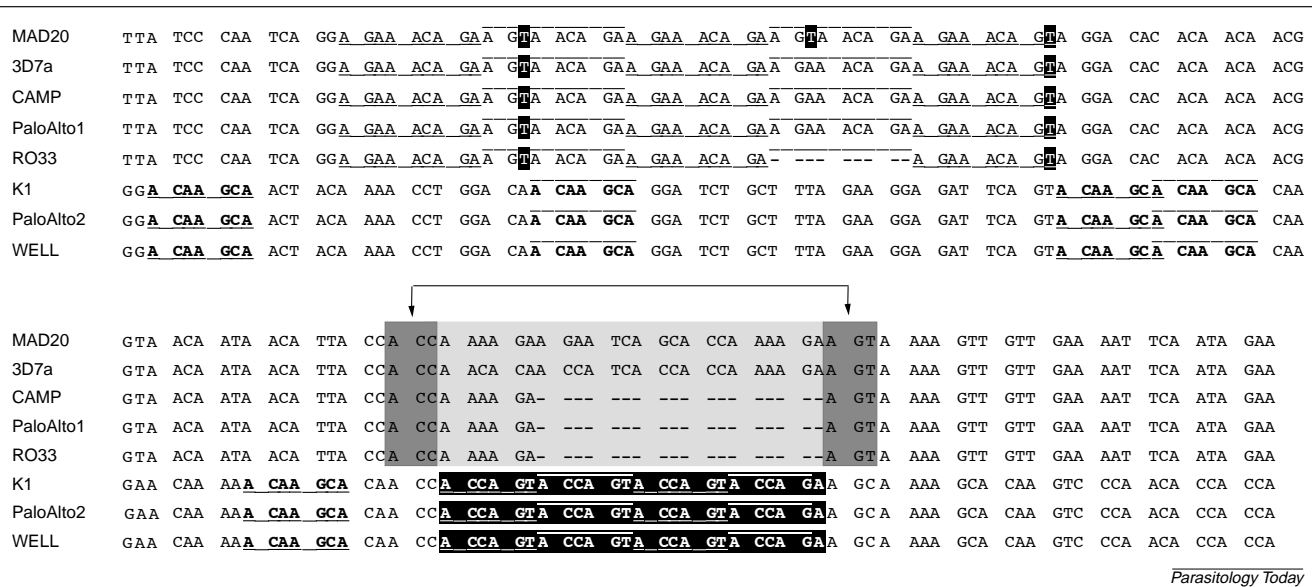 MAD20 TTA TCC CAA TCA GGA GAA ACA GAA GTA ACA GAA GAA ACA GAA GTA ACA GAA GAA ACA GTA GGA CAC ACA ACA ACG
3D7a TTA TCC CAA TCA GGA GAA ACA GAA GTA ACA GAA GAA ACA GAA GAA ACA GAA GAA ACA GTA GGA CAC ACA ACA ACG
CAMP TTA TCC CAA TCA GGA GAA ACA GAA GTA ACA GAA GAA ACA GAA GAA ACA GAA GAA ACA GTA GGA CAC ACA ACA ACG
PaloAlto1 TTA TCC CAA TCA GGA GAA ACA GAA GTA ACA GAA GAA ACA GAA GAA ACA GAA GAA ACA GTA GGA CAC ACA ACA ACG
RO33 TTA TCC CAA TCA GGA GAA ACA GAA GTA ACA GAA GAA ACA GA- --- --- --A GAA ACA GTA GGA CAC ACA ACA ACG
K1 GGA CAA GCA ACT ACA AAA CCT GGA CAA CAA GCA GGA TCT GCT TTA GAA GGA GAT TCA GTA CAA GCA CAA GCA CAA
PaloAlto2 GGA CAA GCA ACT ACA AAA CCT GGA CAA CAA GCA GGA TCT GCT TTA GAA GGA GAT TCA GTA CAA GCA CAA GCA CAA
WELL GGA CAA GCA ACT ACA AAA CCT GGA CAA CAA GCA GGA TCT GCT TTA GAA GGA GAT TCA GTA CAA GCA CAA GCA CAA
MAD20 GTA ACA ATA ACA TTA CCA CCA AAA GAA GAA TCA GCA CCA AAA GAA GTA AAA GTT GTT GAA AAT TCA ATA GAA
3D7a GTA ACA ATA ACA TTA CCA CCA ACA CAA CCA TCA CCA CCA AAA GAA GTA AAA GTT GTT GAA AAT TCA ATA GAA
CAMP GTA ACA ATA ACA TTA CCA CCA AAA GA- --- --- --- --- --- --A GTA AAA GTT GTT GAA AAT TCA ATA GAA
PaloAlto1 GTA ACA ATA ACA TTA CCA CCA AAA GA- --- --- --- --- --- --A GTA AAA GTT GTT GAA AAT TCA ATA GAA
RO33 GTA ACA ATA ACA TTA CCA CCA AAA GA- --- --- --- --- --- --A GTA AAA GTT GTT GAA AAT TCA ATA GAA
K1 GAA CAA AAA CAA GCA CAA CCA CCA GTA CCA GTA CCA GTA CCA GAA GCA AAA GCA CAA GTC CCA ACA CCA CCA
PaloAlto2 GAA CAA AAA CAA GCA CAA CCA CCA GTA CCA GTA CCA GTA CCA GAA GCA AAA GCA CAA GTC CCA ACA CCA CCA
WELL GAA CAA AAA CAA GCA CAA CCA CCA GTA CCA GTA CCA GTA CCA GAA GCA AAA GCA CAA GTC CCA ACA CCA CCA
Parasitology Today